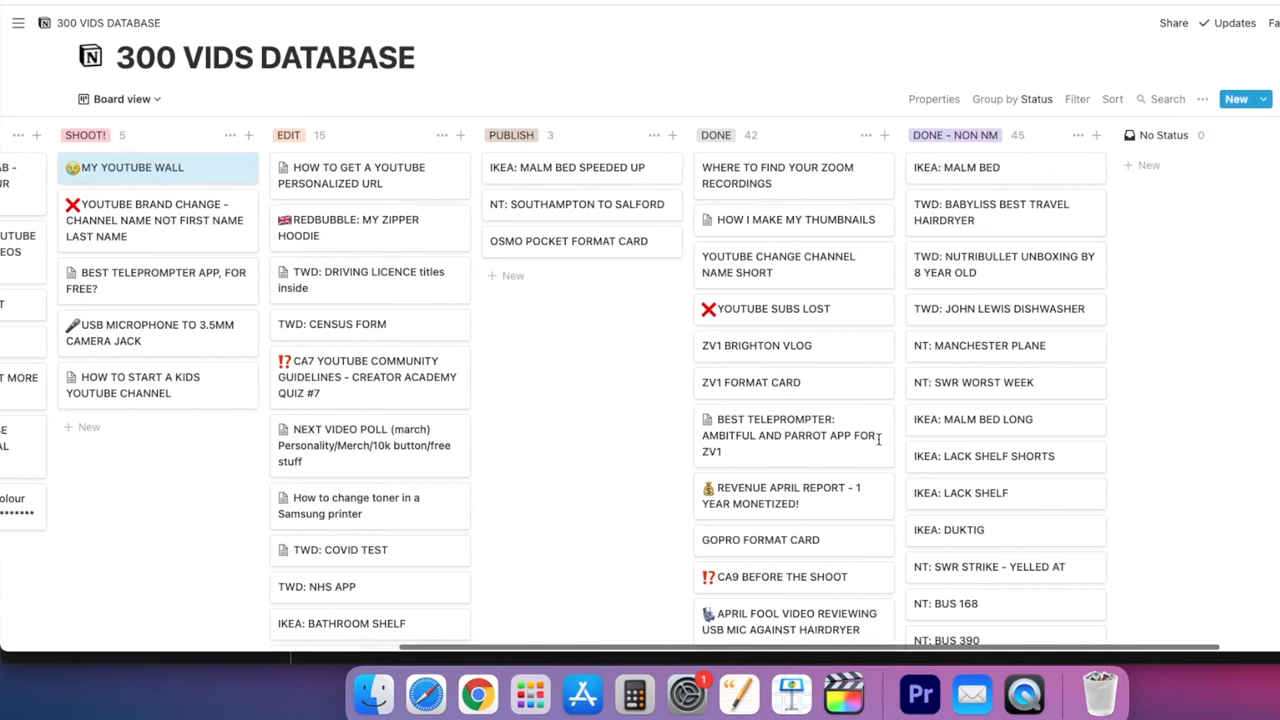 300 VIDS DATABASE
Share
Updates
Fa
300 VIDS DATABASE
Board view
Properties
Group by Status
Filter
Sort
Search
New
AB -
UR
UTUBE
EOS
T
T MORE
E
AL
olour
SHOOT! 5
😢MY YOUTUBE WALL
❌YOUTUBE BRAND CHANGE -
CHANNEL NAME NOT FIRST NAME
LAST NAME
BEST TELEPROMPTER APP, FOR
FREE?
🎤USB MICROPHONE TO 3.5MM
CAMERA JACK
HOW TO START A KIDS
YOUTUBE CHANNEL
+ New
EDIT 15
HOW TO GET A YOUTUBE
PERSONALIZED URL
🇬🇧REDBUBBLE: MY ZIPPER
HOODIE
TWD: DRIVING LICENCE titles
inside
TWD: CENSUS FORM
⁉️CA7 YOUTUBE COMMUNITY
GUIDELINES - CREATOR ACADEMY
QUIZ #7
NEXT VIDEO POLL (march)
Personality/Merch/10k button/free
stuff
How to change toner in a
Samsung printer
TWD: COVID TEST
TWD: NHS APP
IKEA: BATHROOM SHELF
PUBLISH 3
IKEA: MALM BED SPEEDED UP
NT: SOUTHAMPTON TO SALFORD
OSMO POCKET FORMAT CARD
+ New
DONE 42
WHERE TO FIND YOUR ZOOM
RECORDINGS
HOW I MAKE MY THUMBNAILS
YOUTUBE CHANGE CHANNEL
NAME SHORT
❌YOUTUBE SUBS LOST
ZV1 BRIGHTON VLOG
ZV1 FORMAT CARD
BEST TELEPROMPTER:
AMBITFUL AND PARROT APP FOR
ZV1
💰REVENUE APRIL REPORT - 1
YEAR MONETIZED!
GOPRO FORMAT CARD
⁉️CA9 BEFORE THE SHOOT
APRIL FOOL VIDEO REVIEWING
USB MIC AGAINST HAIRDRYER
DONE - NON NM 45
IKEA: MALM BED
TWD: BABYLISS BEST TRAVEL
HAIRDRYER
TWD: NUTRIBULLET UNBOXING BY
8 YEAR OLD
TWD: JOHN LEWIS DISHWASHER
NT: MANCHESTER PLANE
NT: SWR WORST WEEK
IKEA: MALM BED LONG
IKEA: LACK SHELF SHORTS
IKEA: LACK SHELF
IKEA: DUKTIG
NT: SWR STRIKE - YELLED AT
NT: BUS 168
NT: BUS 390
No Status 0
+ New
1
Pr